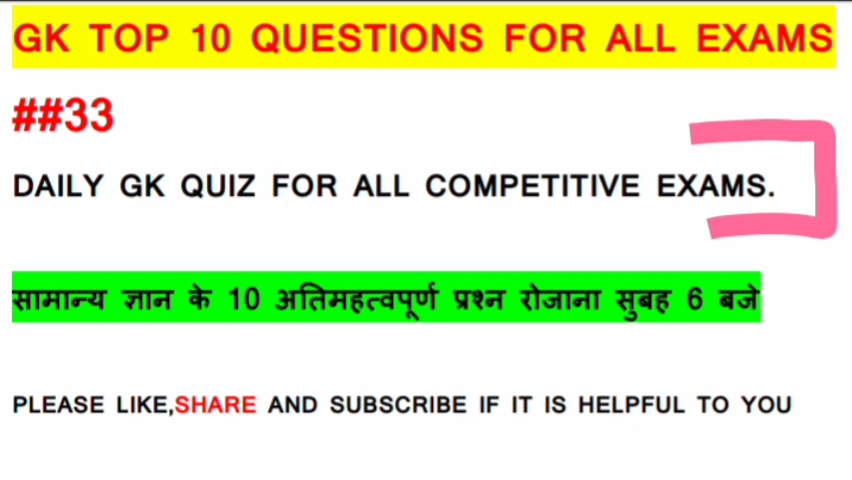 GK TOP 10 QUESTIONS FOR ALL EXAMS
##33
DAILY GK QUIZ FOR ALL COMPETITIVE EXAMS.
सामान्य ज्ञान के 10 अतिमहत्वपूर्ण प्रश्न रोजाना सुबह 6 बजे
PLEASE LIKE,SHARE AND SUBSCRIBE IF IT IS HELPFUL TO YOU